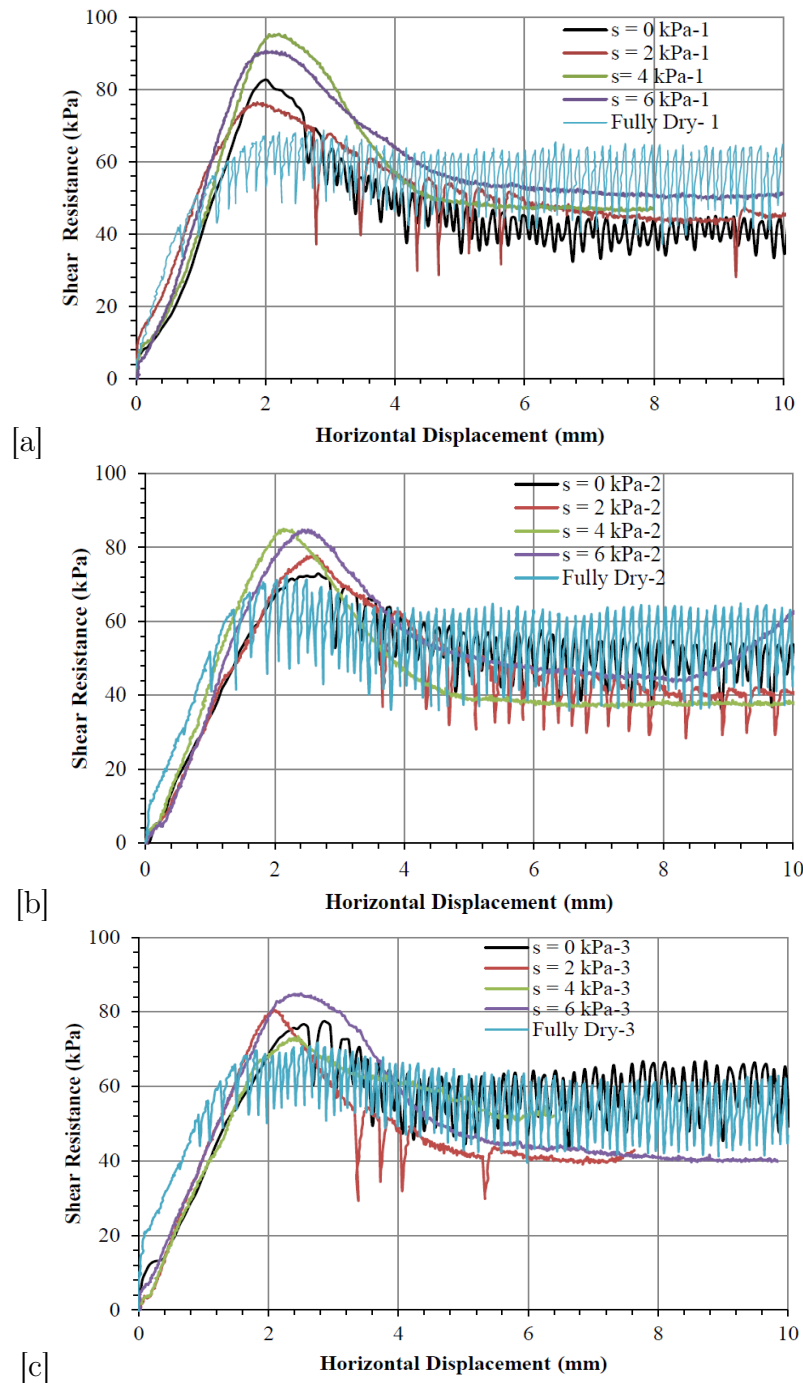 100
80
60
40
20
0
Shear Resistance (kPa)
s = 0 kPa-1
s = 2 kPa-1
s= 4 kPa-1
s = 6 kPa-1
Fully Dry- 1
0 2 4 6 8 10
Horizontal Displacement (mm)
[a]
100
80
60
40
20
0
Shear Resistance (kPa)
s = 0 kPa-2
s = 2 kPa-2
s = 4 kPa-2
s = 6 kPa-2
Fully Dry-2
0 2 4 6 8 10
Horizontal Displacement (mm)
[b]
100
80
60
40
20
0
Shear Resistance (kPa)
s = 0 kPa-3
s = 2 kPa-3
s = 4 kPa-3
s = 6 kPa-3
Fully Dry-3
0 2 4 6 8 10
Horizontal Displacement (mm)
[c]